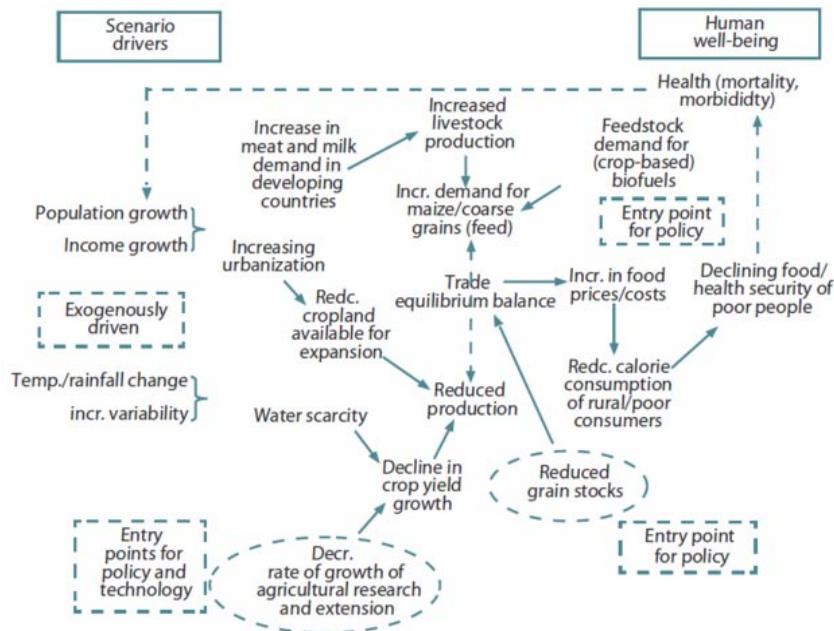 Scenario
drivers
Human
well-being
Health (mortality,
morbididty)
Increased
livestock
production
Increase in
meat and milk
demand in
developing
countries
Feedstock
demand for
(crop-based)
biofuels
Incr. demand for
maize/coarse
grains (feed)
Population growth
Income growth
Entry point
for policy
Increasing
urbanization
Trade
equilibrium balance
Incr. in food
prices/costs
Declining food/
health security of
poor people
Exogenously
driven
Redc.
cropland
available for
expansion
Temp./rainfall change
incr. variability
Redc. calorie
consumption
of rural/poor
consumers
Reduced
production
Water scarcity
Decline in
crop yield
growth
Reduced
grain stocks
Entry
points for
policy and
technology
Decr.
rate of growth of
agricultural research
and extension
Entry point
for policy